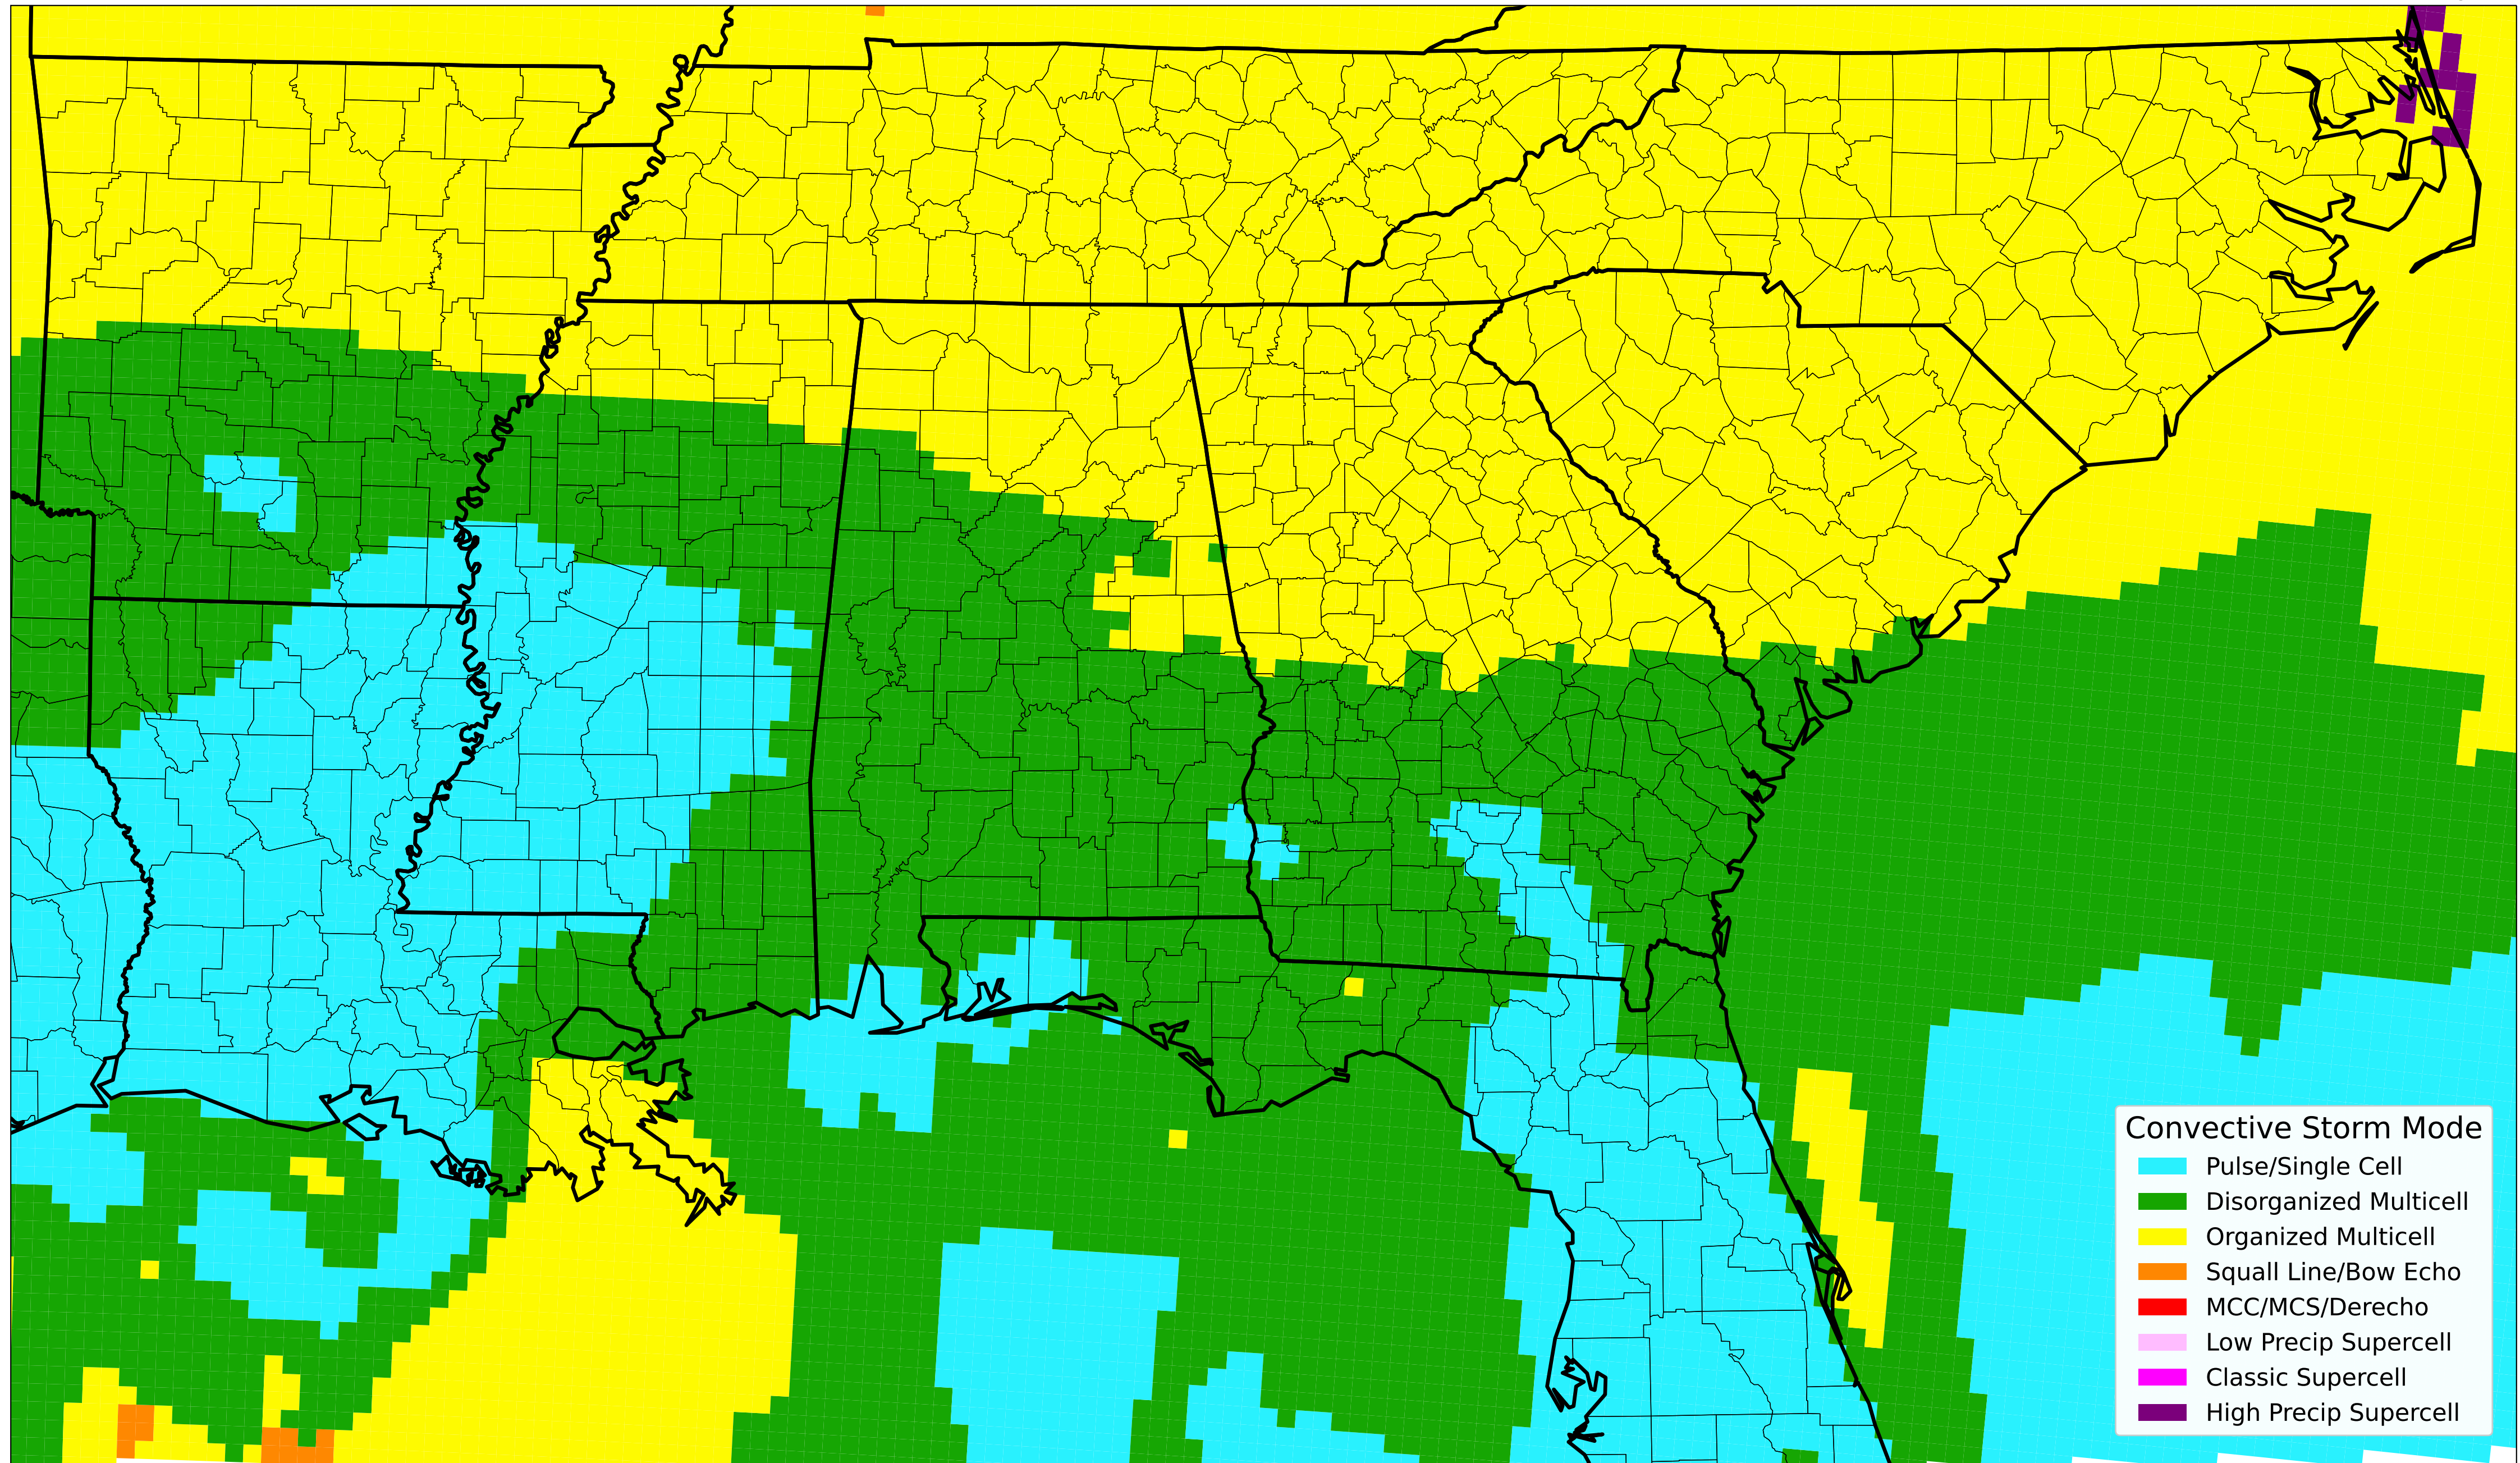 Convective Storm Mode
Pulse/Single Cell
Disorganized Multicell
Organized Multicell
Squall Line/Bow Echo
MCC/MCS/Derecho
Low Precip Supercell
Classic Supercell
High Precip Supercell